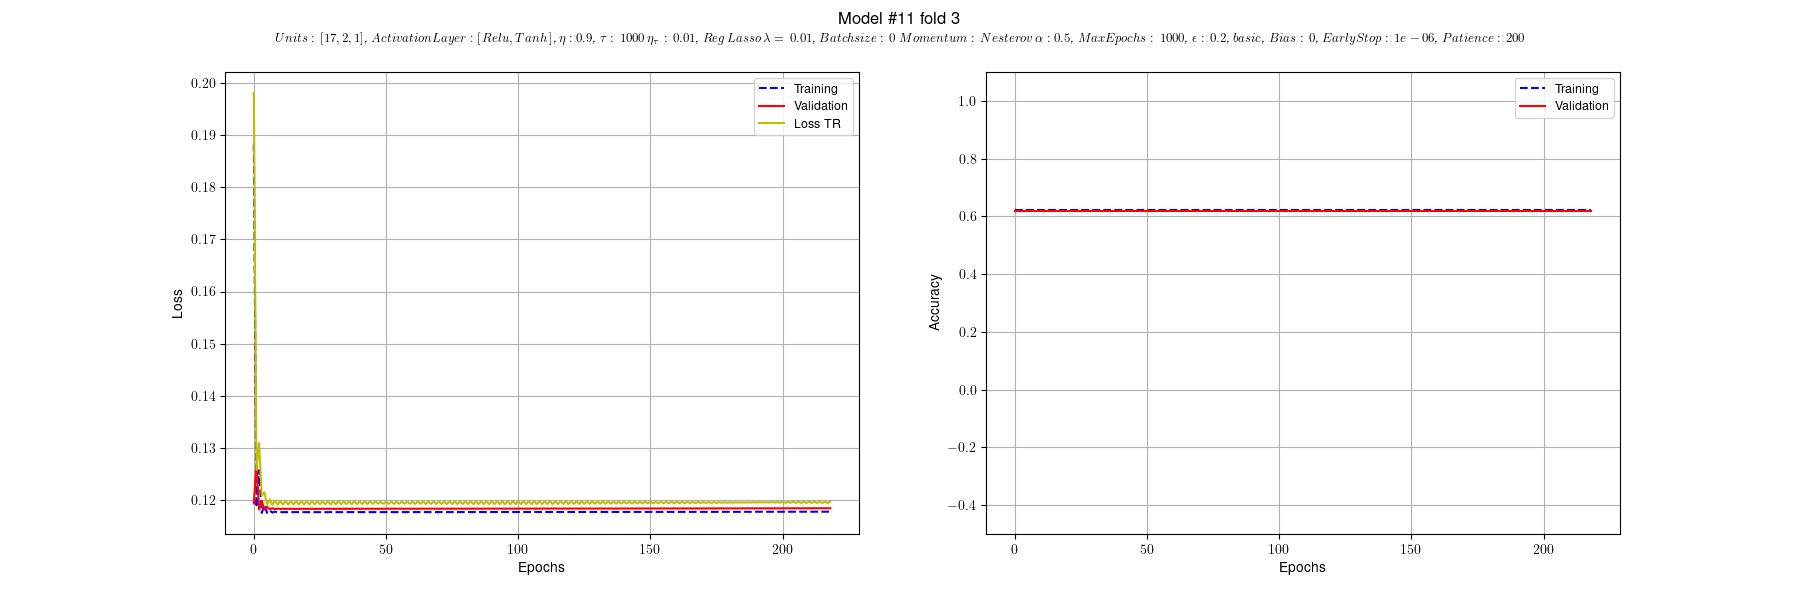 Model #11 fold 3
Units : [17, 2, 1], ActivationLayer : [Relu, Tanh], η : 0.9, τ : 1000 η_τ : 0.01, Reg Lasso λ = 0.01, Batchsize : 0 Momentum : Nesterov α : 0.5, MaxEpochs : 1000, ϵ : 0.2, basic, Bias : 0, EarlyStop : 1e − 06, Patience : 200
Loss
0.20
0.19
0.18
0.17
0.16
0.15
0.14
0.13
0.12
Training
Validation
Loss TR
0 50 100 150 200
Epochs
Accuracy
1.0
0.8
0.6
0.4
0.2
0.0
−0.2
−0.4
Training
Validation
0 50 100 150 200
Epochs